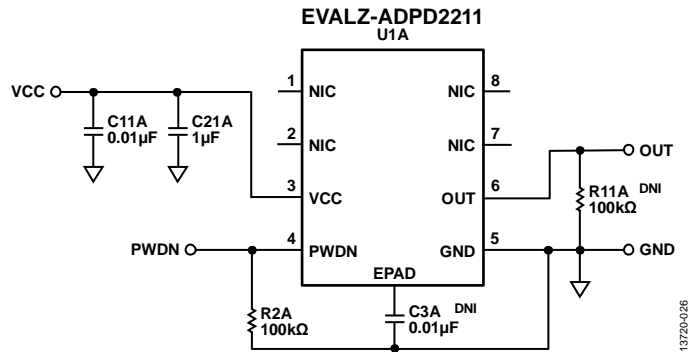 EVALZ-ADPD2211
U1A
VCC
C11A
0.01µF
C21A
1µF
1 NIC
2 NIC
3 VCC
4 PWDN
NIC 8
NIC 7
OUT 6
GND 5
EPAD
PWDN
R2A
100kΩ
C3A DNI
0.01µF
OUT
R11A DNI
100kΩ
GND
13720-026